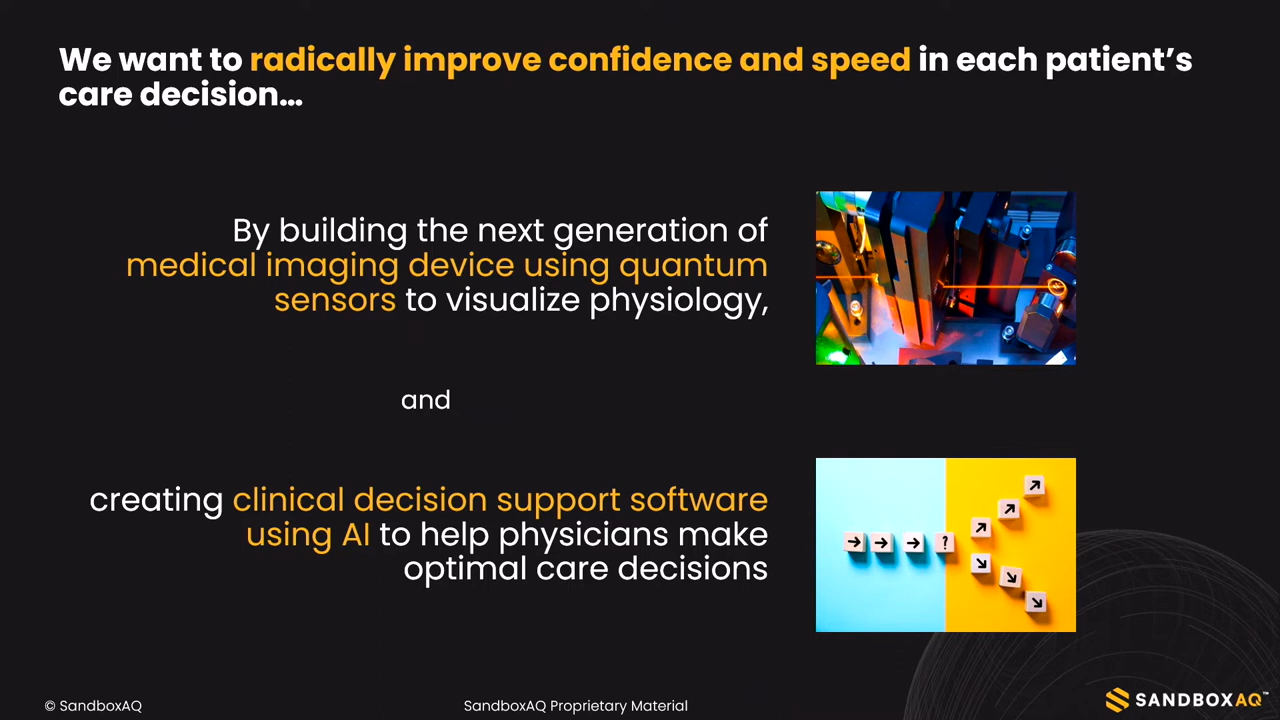 We want to radically improve confidence and speed in each patient’s
care decision…
By building the next generation of
medical imaging device using quantum
sensors to visualize physiology,
and
creating clinical decision support software
using AI to help physicians make
optimal care decisions
?
© SandboxAQ
SandboxAQ Proprietary Material
SANDBOXAQ™